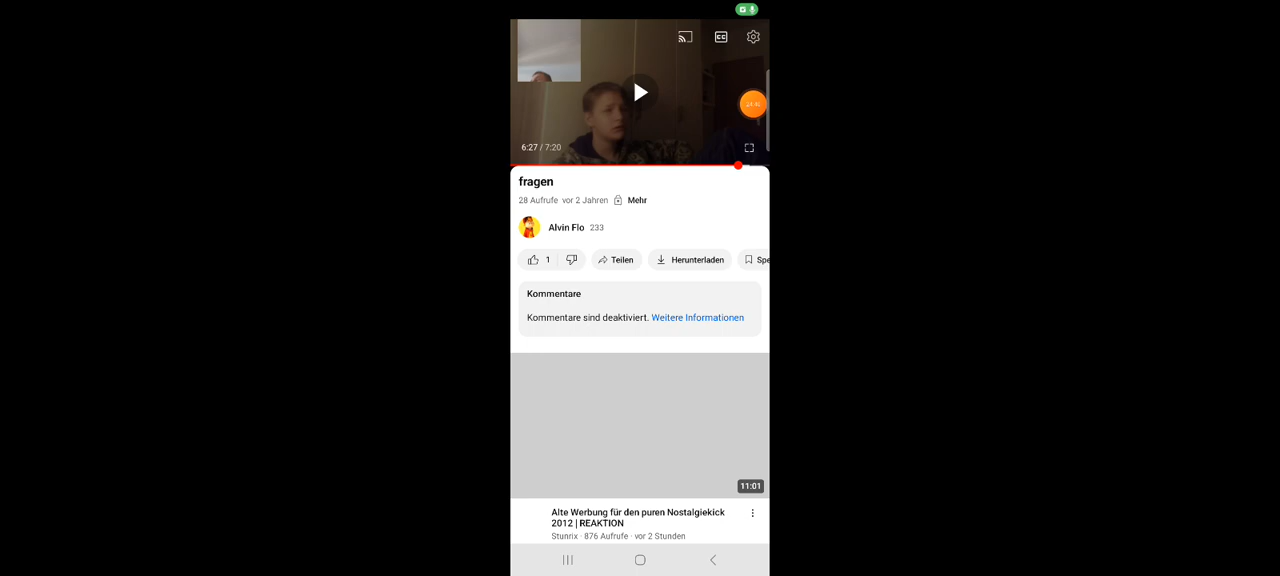 6:27 / 7:20
fragen
28 Aufrufe vor 2 Jahren Mehr
Alvin Flo 233
1 Teilen Herunterladen Spe
Kommentare
Kommentare sind deaktiviert. Weitere Informationen
11:01
Alte Werbung für den puren Nostalgiekick
2012 | REAKTION
Stunrix · 876 Aufrufe · vor 2 Stunden